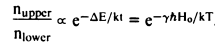 n_upper/n_lower ∝ e^{−ΔE/kt} = e^{−γℏH₀/kT}.